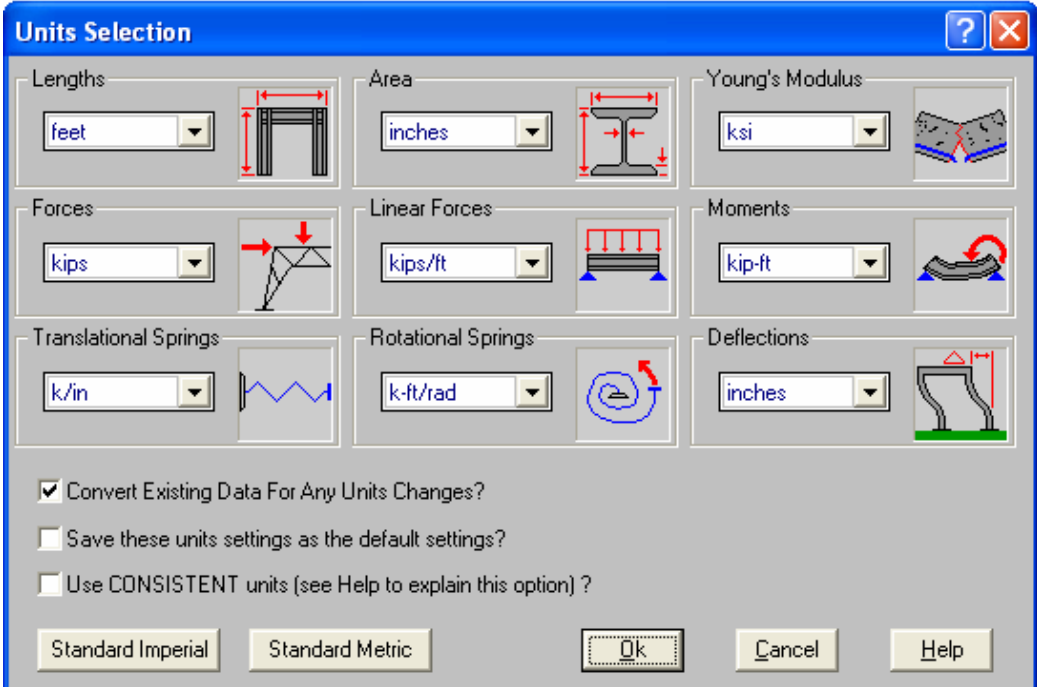 Units Selection
Lengths
Area
Young's Modulus
feet
inches
ksi
Forces
Linear Forces
Moments
kips
kips/ft
kip-ft
Translational Springs
Rotational Springs
Deflections
k/in
k-ft/rad
inches
Convert Existing Data For Any Units Changes?
Save these units settings as the default settings?
Use CONSISTENT units (see Help to explain this option) ?
Standard Imperial
Standard Metric
Ok
Cancel
Help